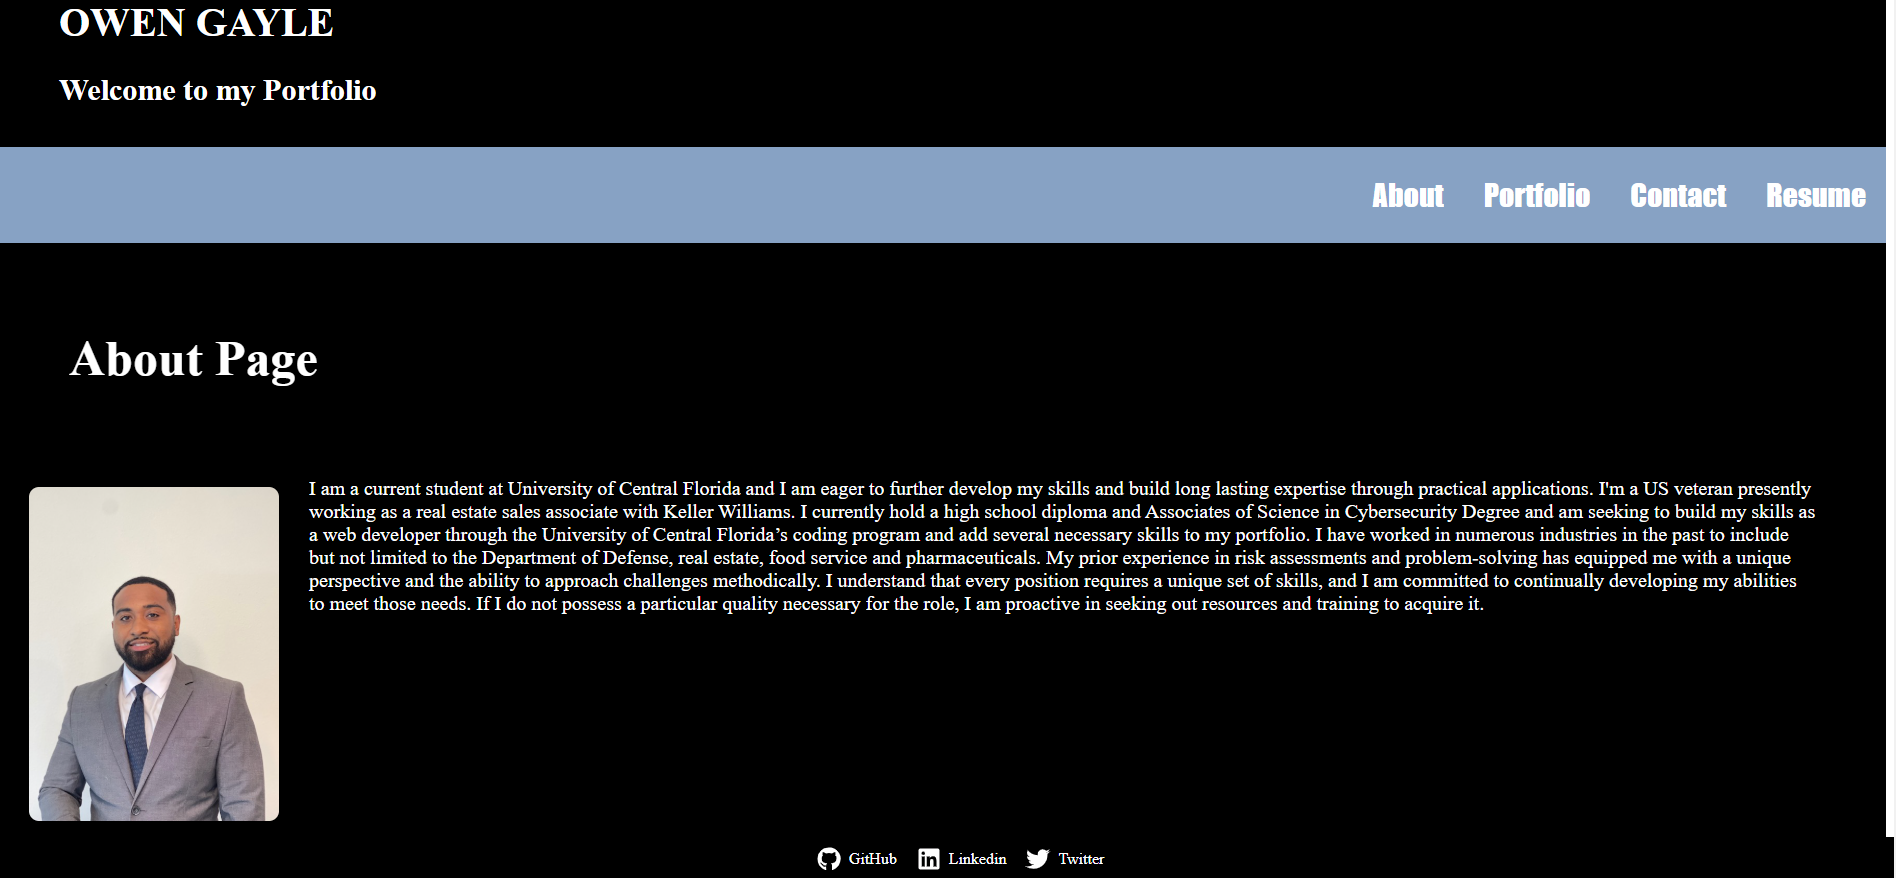 OWEN GAYLE
Welcome to my Portfolio
About Portfolio Contact Resume
About Page
I am a current student at University of Central Florida and I am eager to further develop my skills and build long lasting expertise through practical applications. I'm a US veteran presently
working as a real estate sales associate with Keller Williams. I currently hold a high school diploma and Associates of Science in Cybersecurity Degree and am seeking to build my skills as
a web developer through the University of Central Florida’s coding program and add several necessary skills to my portfolio. I have worked in numerous industries in the past to include
but not limited to the Department of Defense, real estate, food service and pharmaceuticals. My prior experience in risk assessments and problem-solving has equipped me with a unique
perspective and the ability to approach challenges methodically. I understand that every position requires a unique set of skills, and I am committed to continually developing my abilities
to meet those needs. If I do not possess a particular quality necessary for the role, I am proactive in seeking out resources and training to acquire it.
GitHub Linkedin Twitter